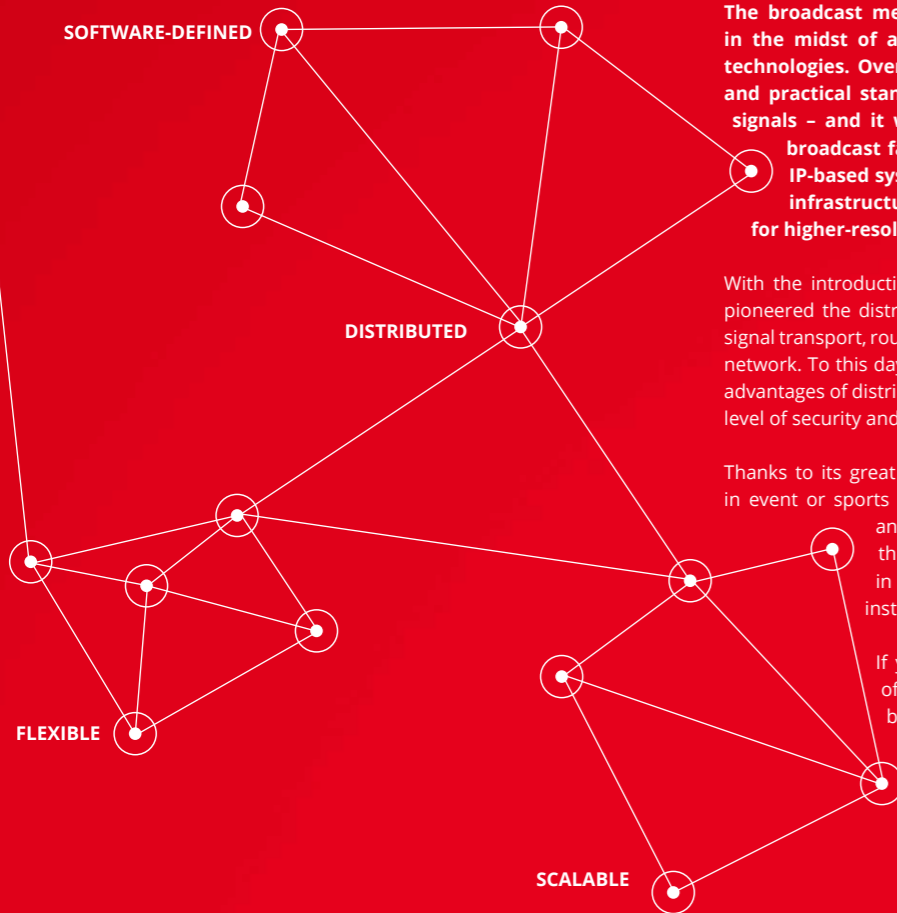 SOFTWARE-DEFINED
DISTRIBUTED
FLEXIBLE
SCALABLE
The broadcast me
in the midst of a
technologies. Over
and practical stan
signals – and it w
broadcast fa
IP-based sys
infrastructu
for higher-resol
With the introducti
pioneered the distr
signal transport, rou
network. To this day
advantages of distri
level of security and
Thanks to its great
in event or sports
an
th
in
inst
If y
of
b